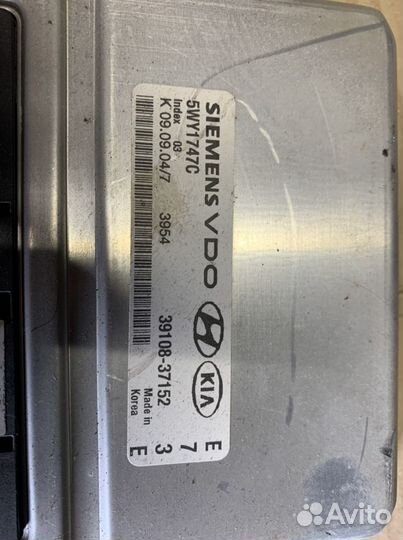 SIEMENS VDO KIA
5WY1747C
Index 03
K 09.09.04/7 3954
39108-37152
Made in
Korea
E 7 3 E
Avito